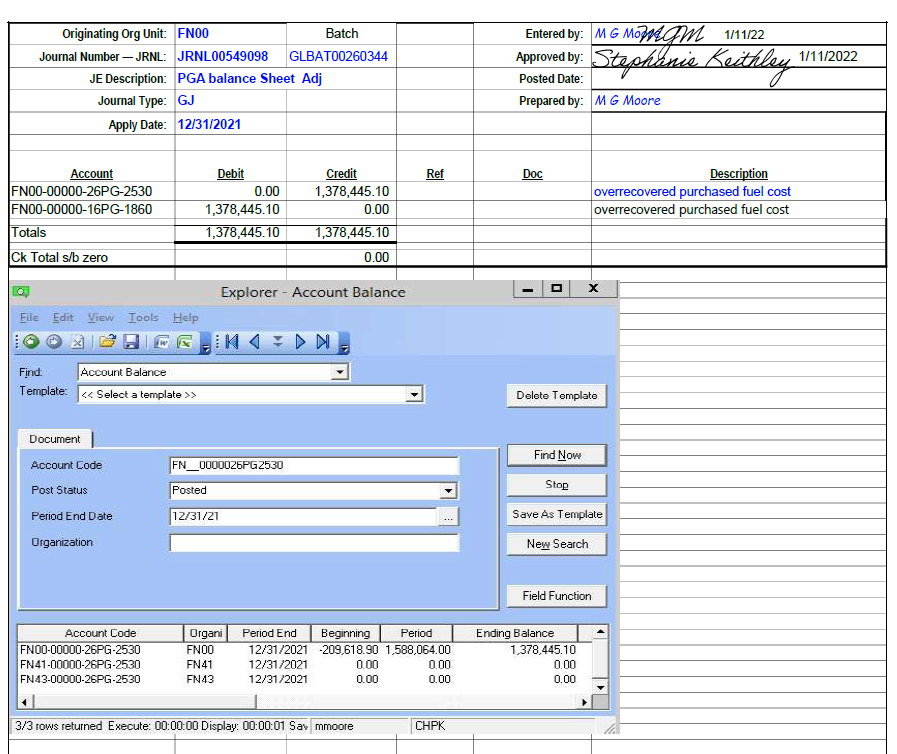 Originating Org Unit: FN00 Batch Entered by: M G Moore MGM 1/11/22
Journal Number — JRNL: JRNL00549098 GLBAT00260344 Approved by: Stephanie Keithley 1/11/2022
JE Description: PGA balance Sheet Adj Posted Date:
Journal Type: GJ Prepared by: M G Moore
Apply Date: 12/31/2021
Account Debit Credit Ref Doc Description
FN00-00000-26PG-2530 0.00 1,378,445.10 overrecovered purchased fuel cost
FN00-00000-16PG-1860 1,378,445.10 0.00 overrecovered purchased fuel cost
Totals 1,378,445.10 1,378,445.10
Ck Total s/b zero 0.00
Explorer - Account Balance
File Edit View Tools Help
Find: Account Balance
Template: << Select a template >> Delete Template
Document
Find Now
Account Code FN__0000026PG2530
Post Status Posted Stop
Period End Date 12/31/21 ... Save As Template
Organization New Search
Field Function
Account Code Organi Period End Beginning Period Ending Balance
FN00-00000-26PG-2530 FN00 12/31/2021 -209,618.90 1,588,064.00 1,378,445.10
FN41-00000-26PG-2530 FN41 12/31/2021 0.00 0.00 0.00
FN43-00000-26PG-2530 FN43 12/31/2021 0.00 0.00 0.00
3/3 rows returned Execute: 00:00:00 Display: 00:00:01 Sav mmoore CHPK